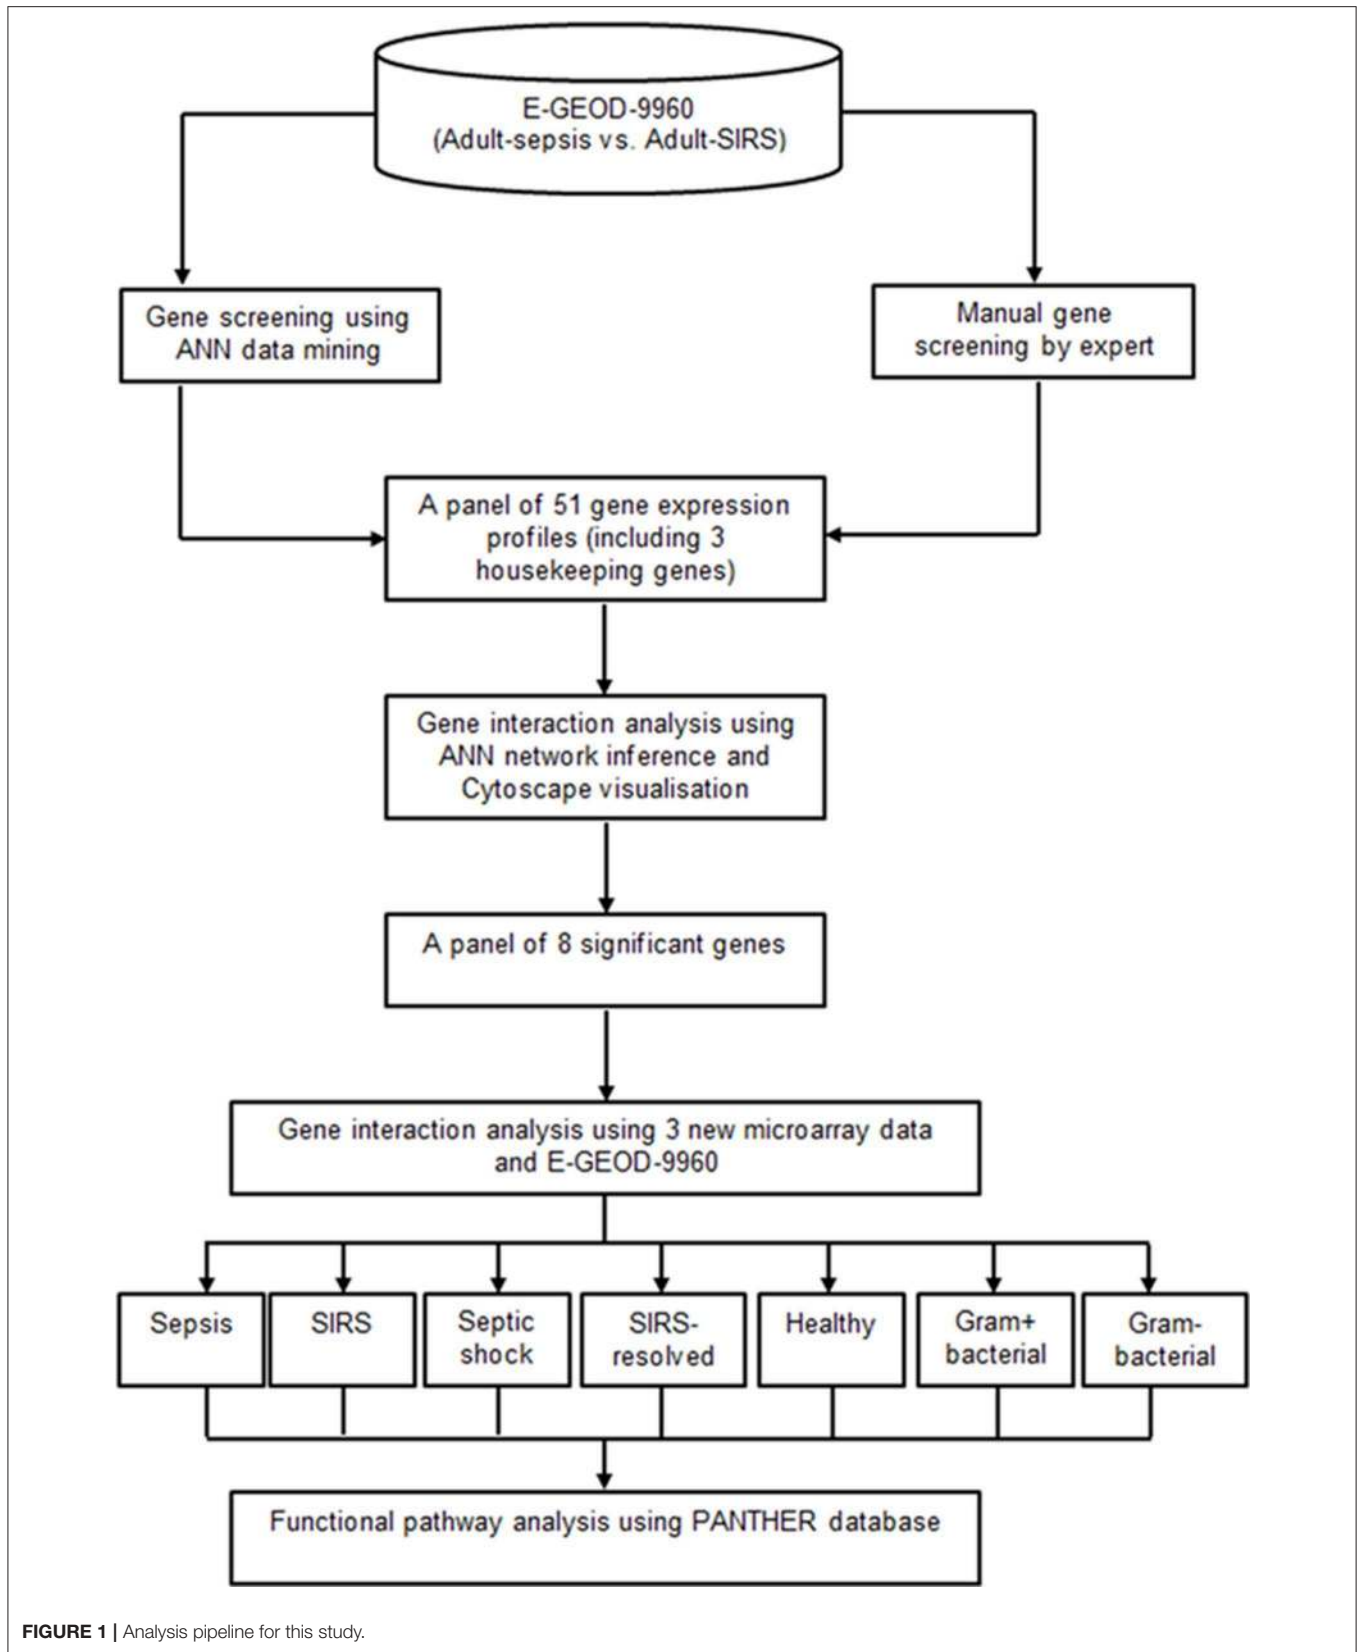 E-GEOD-9960
(Adult-sepsis vs. Adult-SIRS)
Gene screening using
ANN data mining
Manual gene
screening by expert
A panel of 51 gene expression
profiles (including 3
housekeeping genes)
Gene interaction analysis using
ANN network inference and
Cytoscape visualisation
A panel of 8 significant genes
Gene interaction analysis using 3 new microarray data
and E-GEOD-9960
Sepsis
SIRS
Septic
shock
SIRS-
resolved
Healthy
Gram+
bacterial
Gram-
bacterial
Functional pathway analysis using PANTHER database
FIGURE 1 | Analysis pipeline for this study.